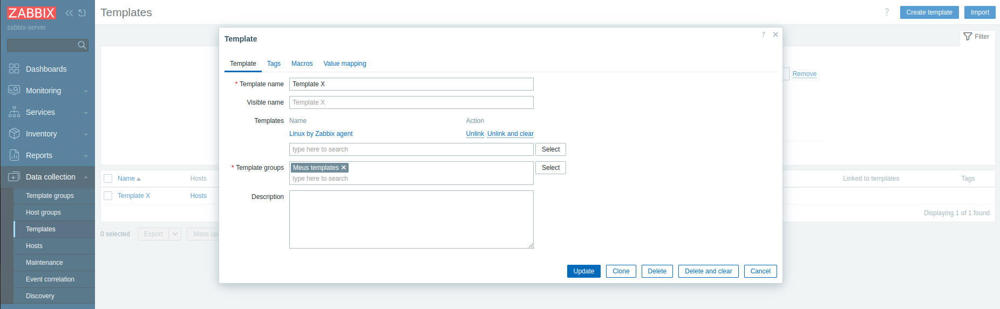 ZABBIX
zabbix-server
Dashboards
Monitoring
Services
Inventory
Reports
Data collection
Template groups
Host groups
Templates
Hosts
Maintenance
Event correlation
Discovery
Templates
?
Create template
Import
Filter
Remove
Name
Hosts
Linked to templates
Tags
Template X
Hosts
Displaying 1 of 1 found
0 selected
Export
Mass up
Template
?
Template
Tags
Macros
Value mapping
* Template name
Template X
Visible name
Template X
Templates
Name
Action
Linux by Zabbix agent
Unlink
Unlink and clear
type here to search
Select
* Template groups
Meus templates
type here to search
Select
Description
Update
Clone
Delete
Delete and clear
Cancel